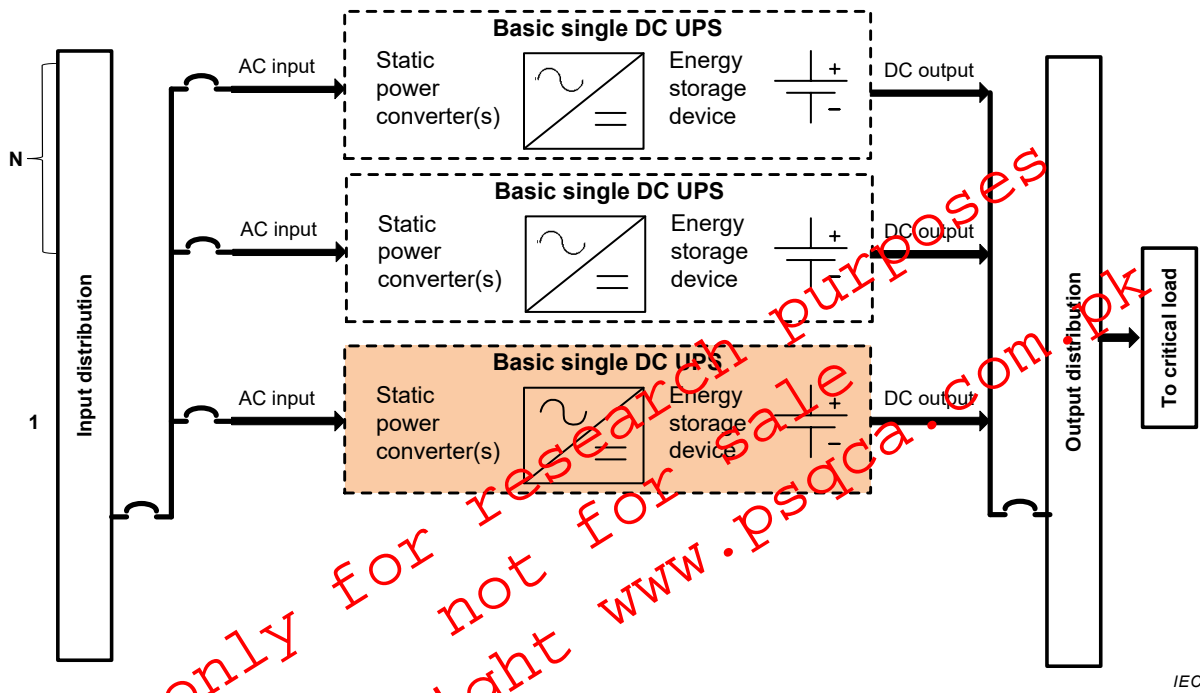 Basic single DC UPS
AC input
Static
power
converter(s)
Energy
storage
device
+
−
DC output
N
Basic single DC UPS
AC input
Static
power
converter(s)
Energy
storage
device
+
−
DC output
Basic single DC UPS
1
AC input
Static
power
converter(s)
Energy
storage
device
+
−
DC output
Input distribution
Output distribution
To critical load
only for research purposes
not for sale
www.psqca.com.pk
IEC